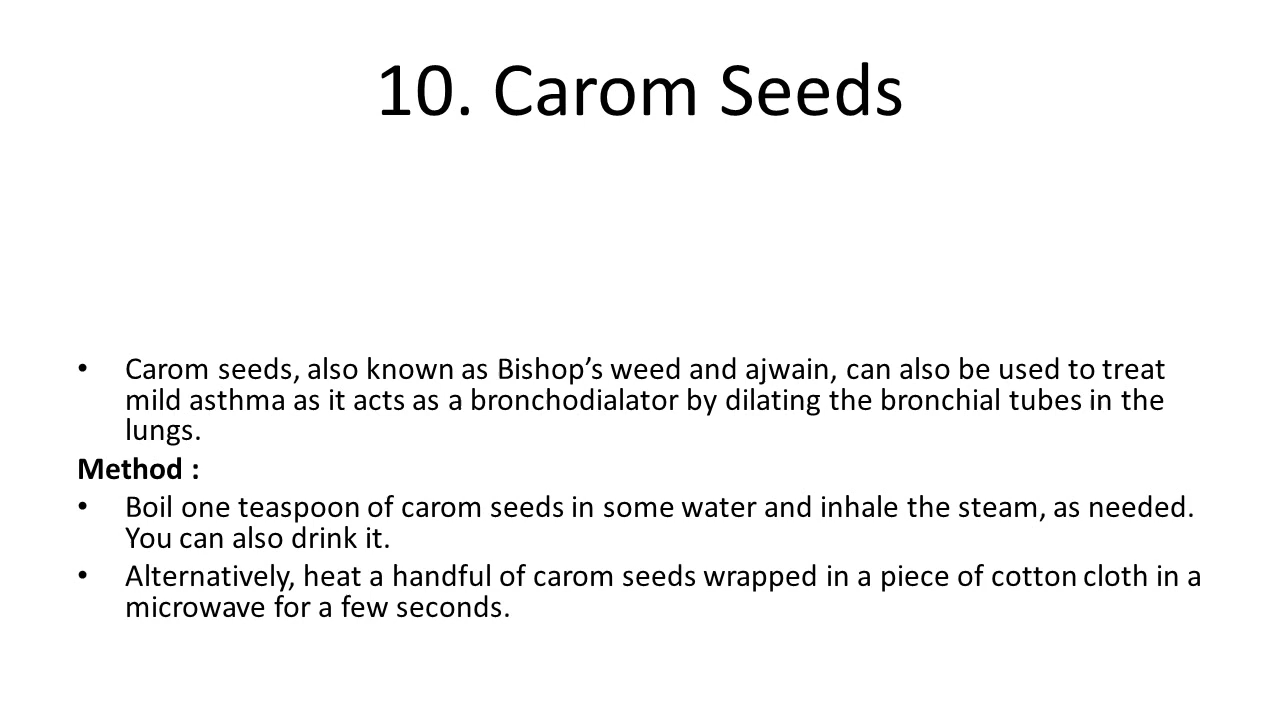 10. Carom Seeds
• Carom seeds, also known as Bishop’s weed and ajwain, can also be used to treat
mild asthma as it acts as a bronchodialator by dilating the bronchial tubes in the
lungs.
Method :
• Boil one teaspoon of carom seeds in some water and inhale the steam, as needed.
You can also drink it.
• Alternatively, heat a handful of carom seeds wrapped in a piece of cotton cloth in a
microwave for a few seconds.